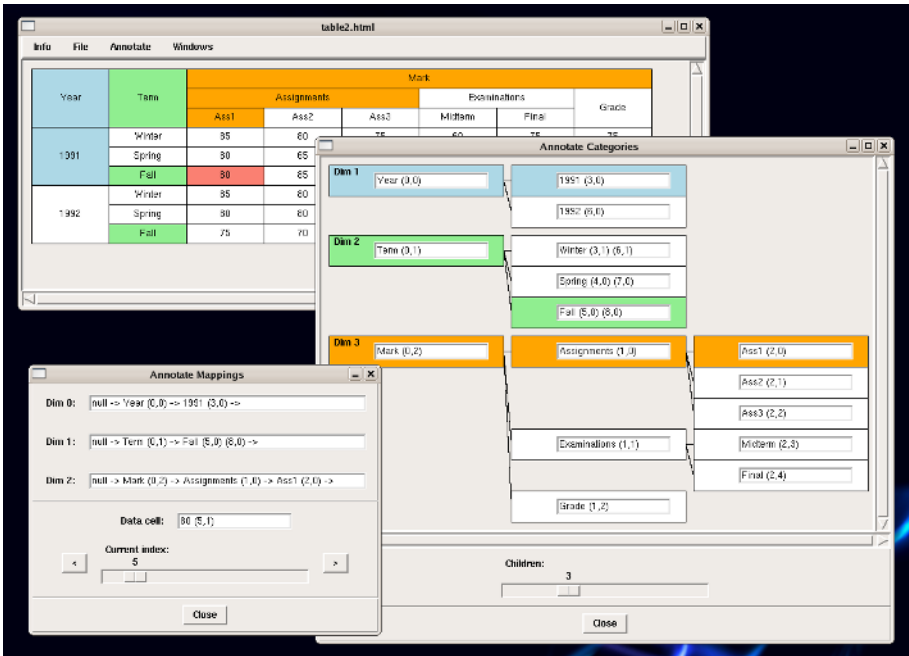 table2.html
Info File Annotate Windows
Mark
Year Term Assignments Examinations Grade
Ass1 Ass2 Ass3 Midterm Final
1991 Winter 85 80 75 60 75 75
Spring 80 65
Fall 80 85
1992 Winter 85 80
Spring 80 80
Fall 75 70
Annotate Categories
Dim 1
Year (0,0) 1991 (3,0)
1992 (6,0)
Dim 2
Term (0,1) Winter (3,1) (6,1)
Spring (4,0) (7,0)
Fall (5,0) (8,0)
Dim 3
Mark (0,2) Assignments (1,0) Ass1 (2,0)
Ass2 (2,1)
Ass3 (2,2)
Examinations (1,1) Midterm (2,3)
Final (2,4)
Grade (1,2)
Children:
3
Close
Annotate Mappings
Dim 0: null -> Year (0,0) -> 1991 (3,0) ->
Dim 1: null -> Term (0,1) -> Fall (5,0) (8,0) ->
Dim 2: null -> Mark (0,2) -> Assignments (1,0) -> Ass1 (2,0) ->
Data cell: 80 (5,1)
Current index:
5
< >
Close